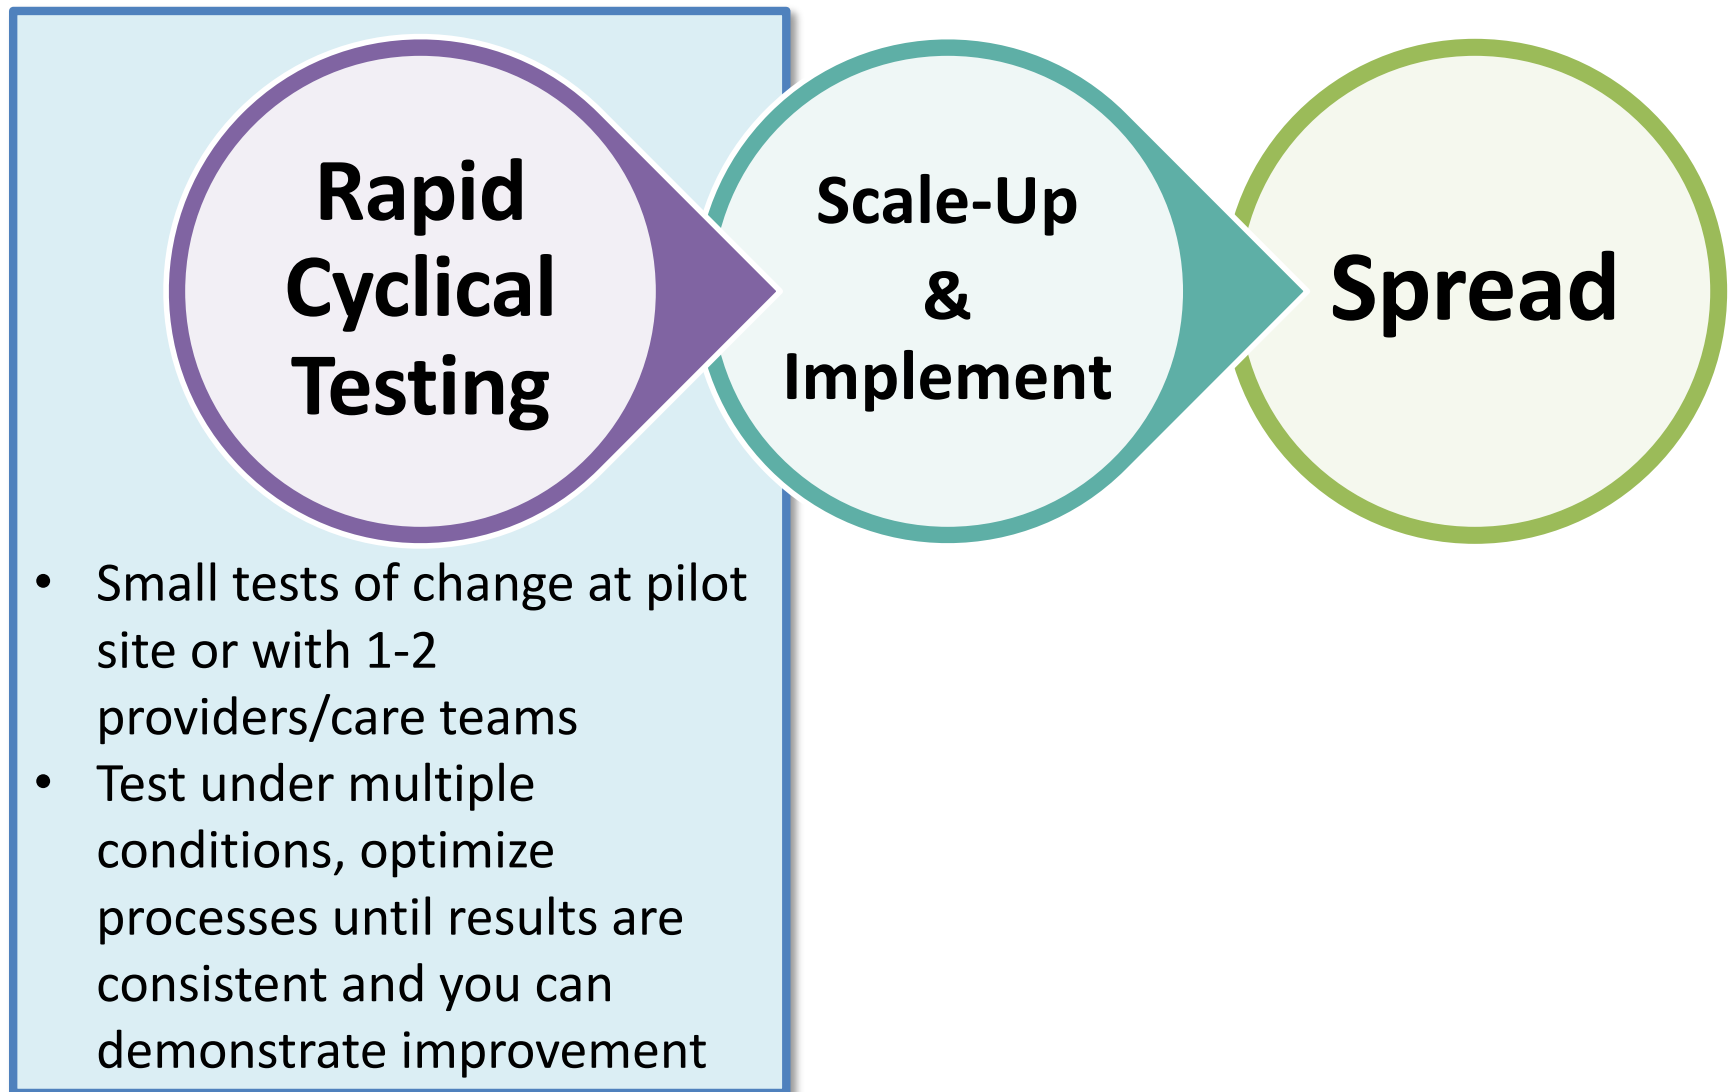 Rapid
Cyclical
Testing
Scale-Up
&
Implement
Spread
• Small tests of change at pilot
site or with 1-2
providers/care teams
• Test under multiple
conditions, optimize
processes until results are
consistent and you can
demonstrate improvement